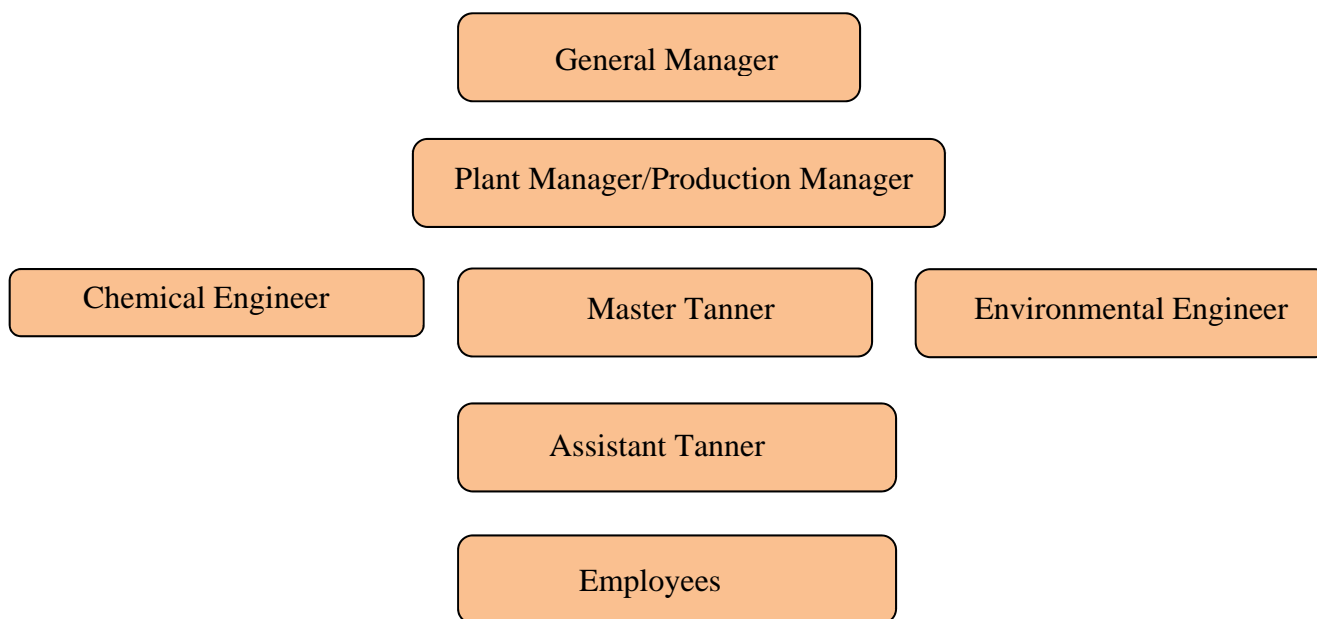 General Manager
Plant Manager/Production Manager
Chemical Engineer
Master Tanner
Environmental Engineer
Assistant Tanner
Employees